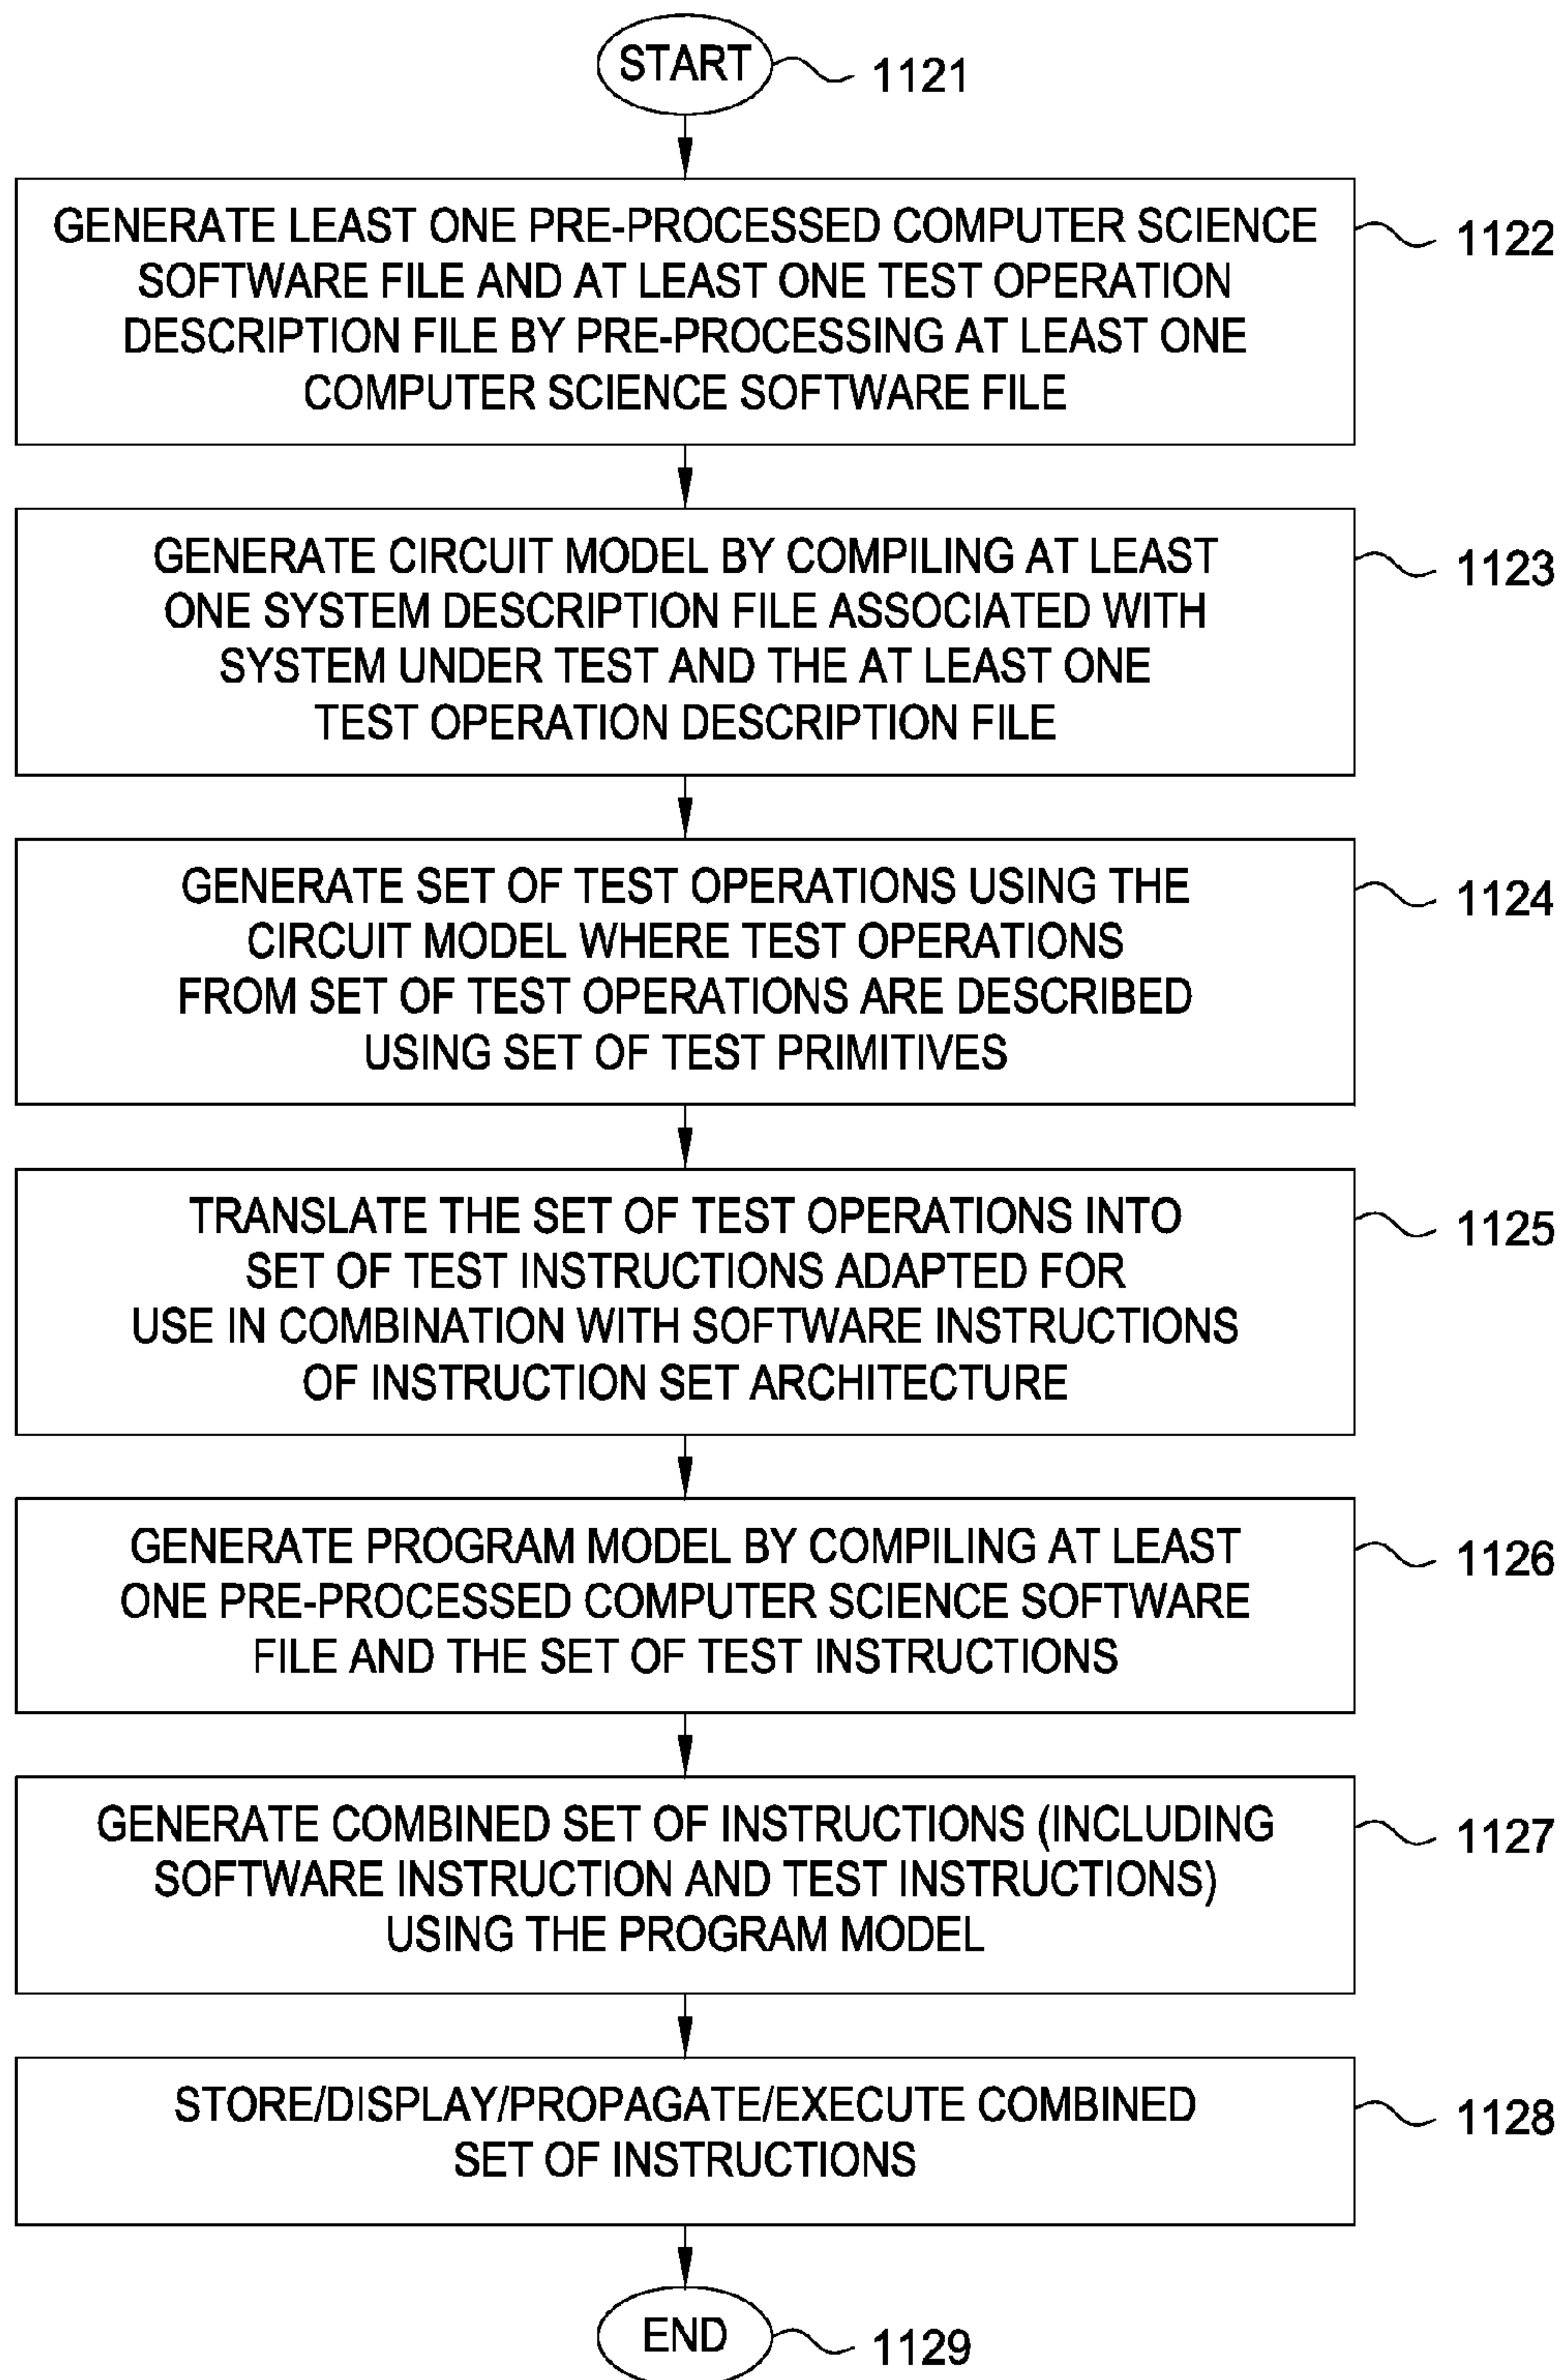 START
1121
GENERATE LEAST ONE PRE-PROCESSED COMPUTER SCIENCE
SOFTWARE FILE AND AT LEAST ONE TEST OPERATION
DESCRIPTION FILE BY PRE-PROCESSING AT LEAST ONE
COMPUTER SCIENCE SOFTWARE FILE
1122
GENERATE CIRCUIT MODEL BY COMPILING AT LEAST
ONE SYSTEM DESCRIPTION FILE ASSOCIATED WITH
SYSTEM UNDER TEST AND THE AT LEAST ONE
TEST OPERATION DESCRIPTION FILE
1123
GENERATE SET OF TEST OPERATIONS USING THE
CIRCUIT MODEL WHERE TEST OPERATIONS
FROM SET OF TEST OPERATIONS ARE DESCRIBED
USING SET OF TEST PRIMITIVES
1124
TRANSLATE THE SET OF TEST OPERATIONS INTO
SET OF TEST INSTRUCTIONS ADAPTED FOR
USE IN COMBINATION WITH SOFTWARE INSTRUCTIONS
OF INSTRUCTION SET ARCHITECTURE
1125
GENERATE PROGRAM MODEL BY COMPILING AT LEAST
ONE PRE-PROCESSED COMPUTER SCIENCE SOFTWARE
FILE AND THE SET OF TEST INSTRUCTIONS
1126
GENERATE COMBINED SET OF INSTRUCTIONS (INCLUDING
SOFTWARE INSTRUCTION AND TEST INSTRUCTIONS)
USING THE PROGRAM MODEL
1127
STORE/DISPLAY/PROPAGATE/EXECUTE COMBINED
SET OF INSTRUCTIONS
1128
END
1129